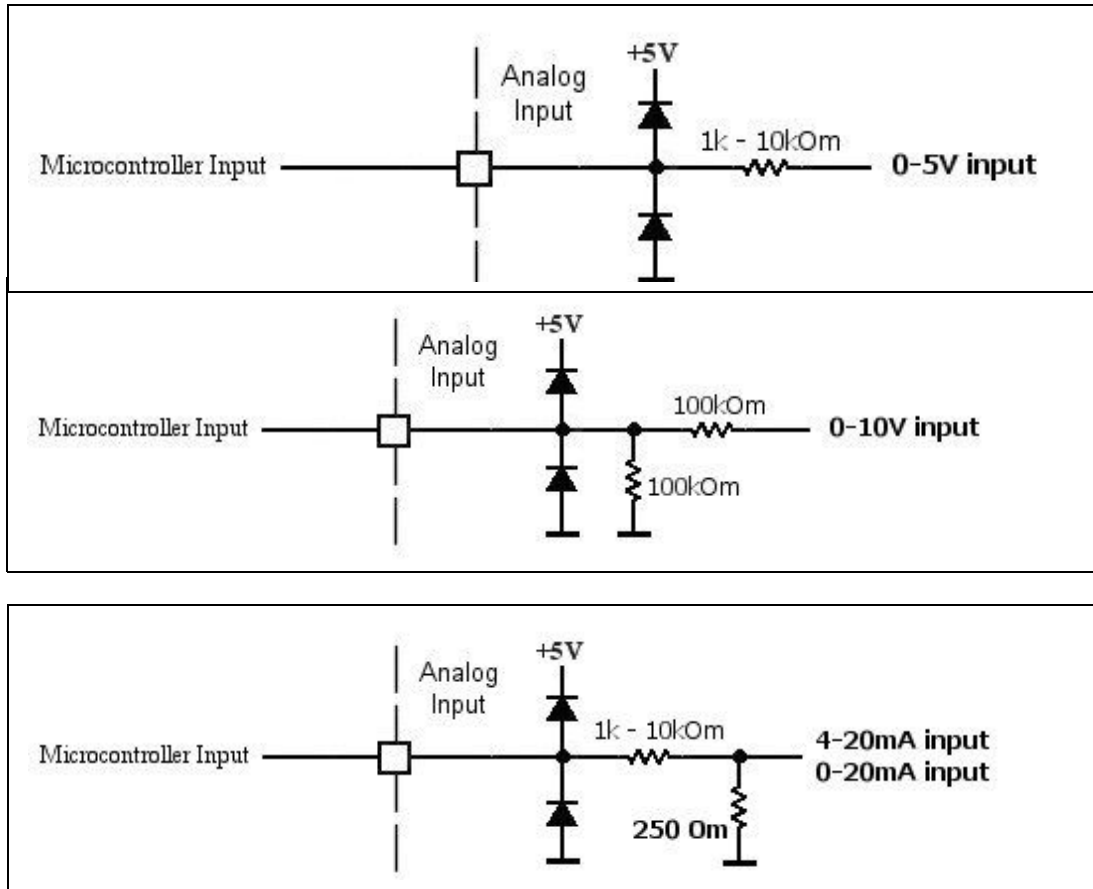 +5V
Analog
Input
1k - 10kOm
Microcontroller Input
0-5V input
+5V
Analog
Input
100kOm
Microcontroller Input
0-10V input
100kOm
+5V
Analog
Input
1k - 10kOm
Microcontroller Input
4-20mA input
0-20mA input
250 Om